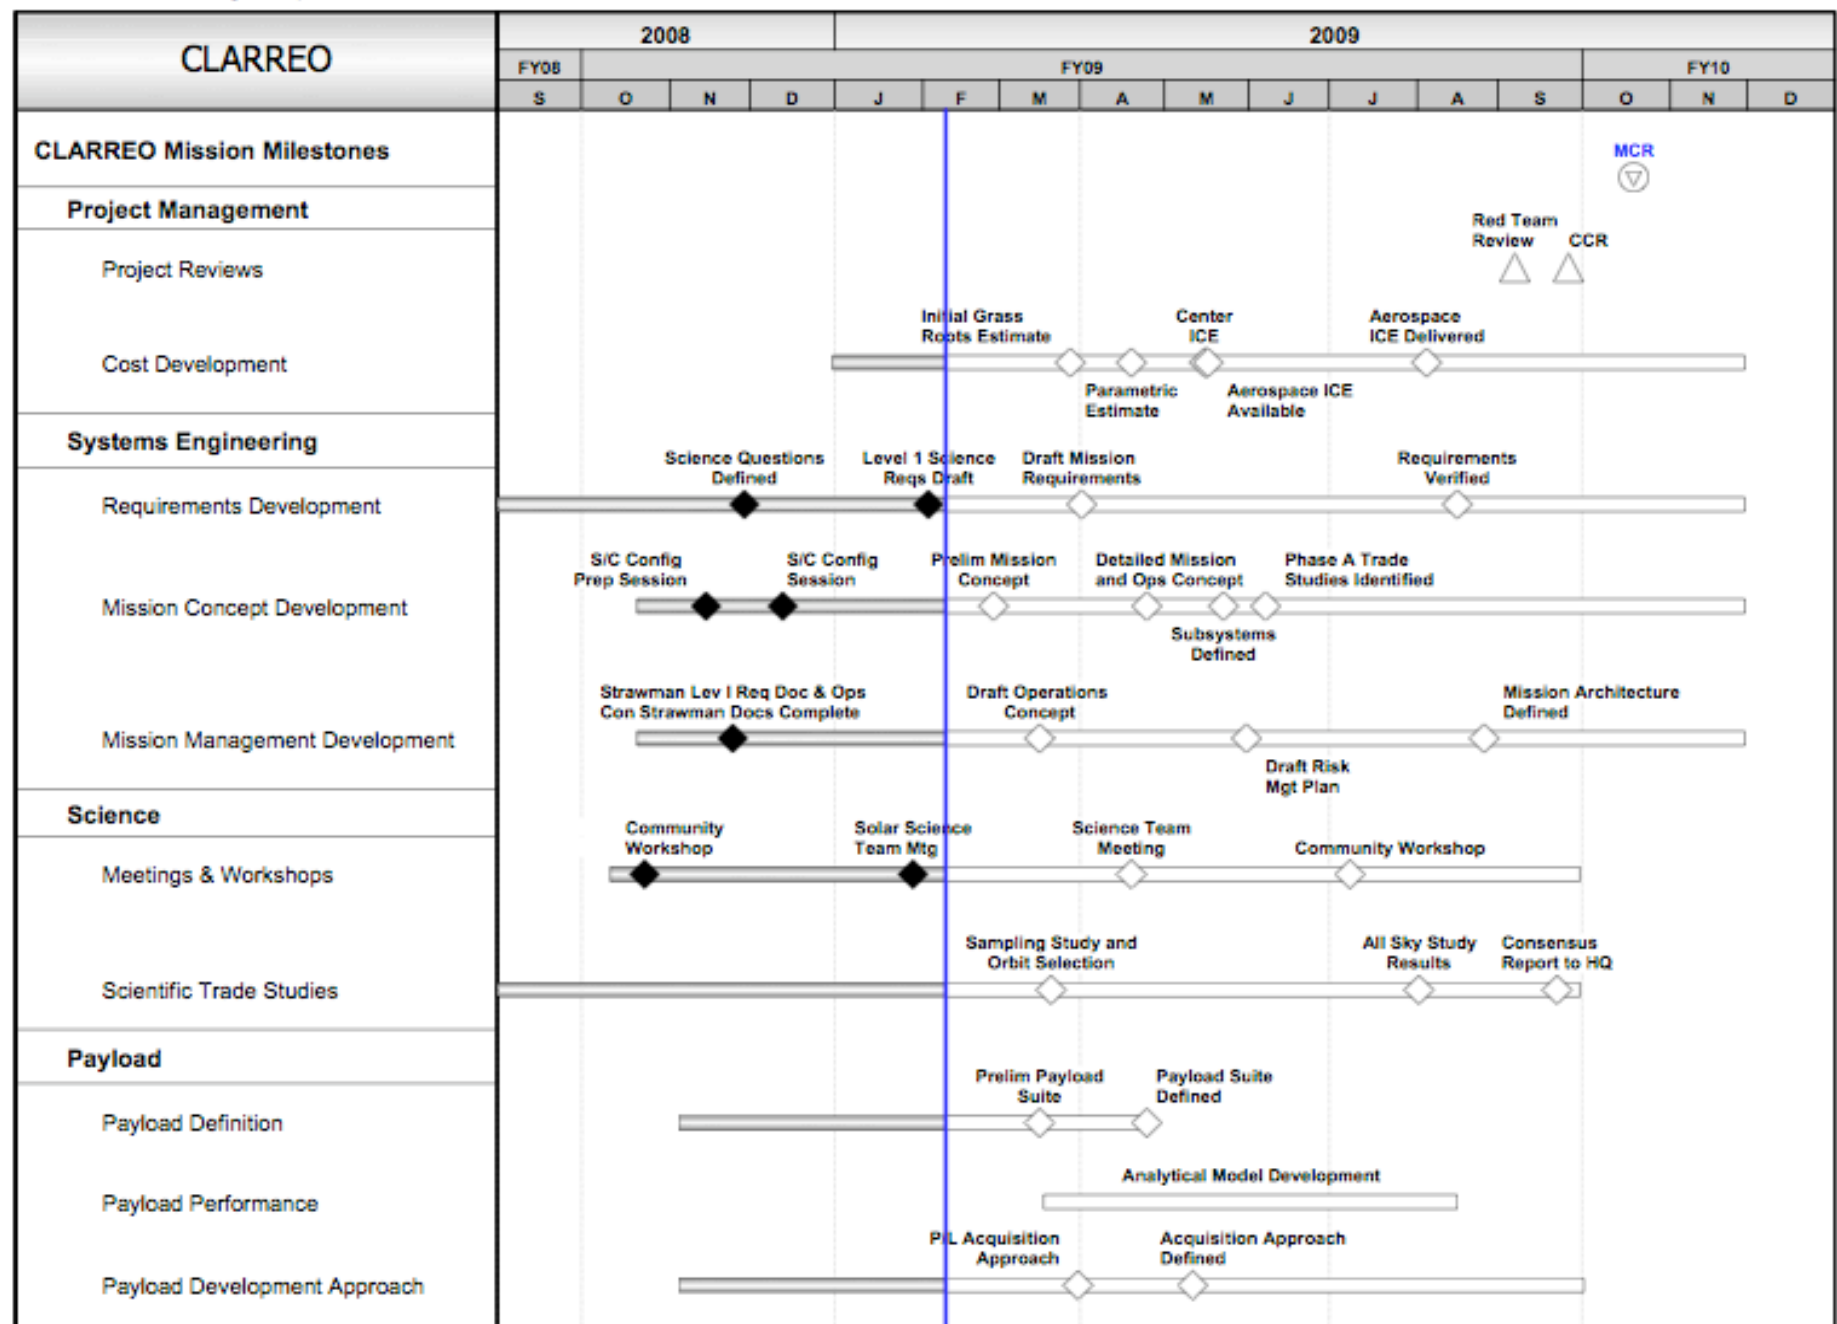 CLARREO
2008 2009
FY08 FY09 FY10
S O N D J F M A M J J A S O N D
CLARREO Mission Milestones
MCR
Project Management
Red Team
Review CCR
Project Reviews
Initial Grass
Roots Estimate
Center
ICE
Aerospace
ICE Delivered
Cost Development
Parametric
Estimate
Aerospace ICE
Available
Systems Engineering
Science Questions
Defined
Level 1 Science
Reqs Draft
Draft Mission
Requirements
Requirements
Verified
Requirements Development
S/C Config
Prep Session
S/C Config
Session
Prelim Mission
Concept
Detailed Mission
and Ops Concept
Phase A Trade
Studies Identified
Mission Concept Development
Subsystems
Defined
Strawman Lev I Req Doc & Ops
Con Strawman Docs Complete
Draft Operations
Concept
Mission Architecture
Defined
Mission Management Development
Draft Risk
Mgt Plan
Science
Community
Workshop
Solar Science
Team Mtg
Science Team
Meeting
Community Workshop
Meetings & Workshops
Sampling Study and
Orbit Selection
All Sky Study
Results
Consensus
Report to HQ
Scientific Trade Studies
Payload
Prelim Payload
Suite
Payload Suite
Defined
Payload Definition
Analytical Model Development
Payload Performance
P/L Acquisition
Approach
Acquisition Approach
Defined
Payload Development Approach